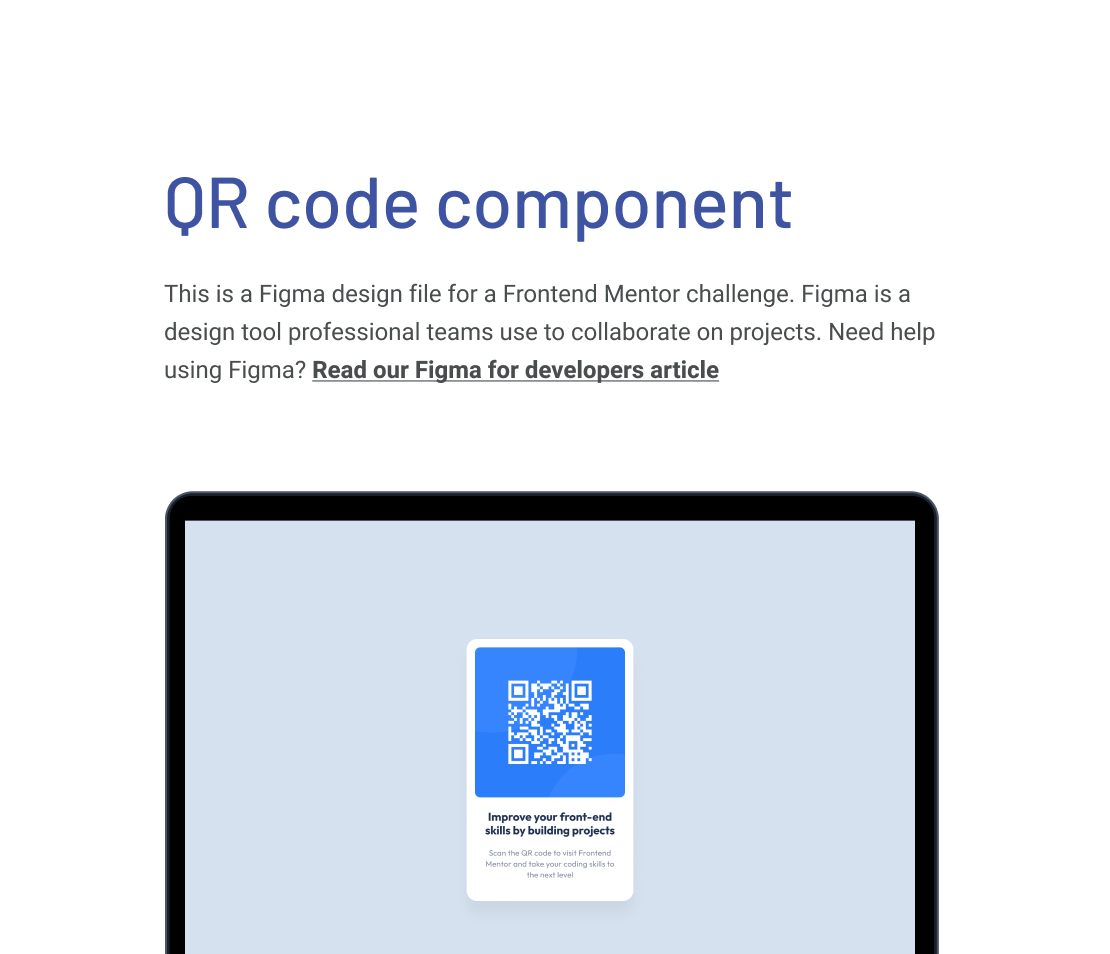 QR code component
This is a Figma design file for a Frontend Mentor challenge. Figma is a
design tool professional teams use to collaborate on projects. Need help
using Figma? Read our Figma for developers article
Improve your front-end
skills by building projects
Scan the QR code to visit Frontend
Mentor and take your coding skills to
the next level